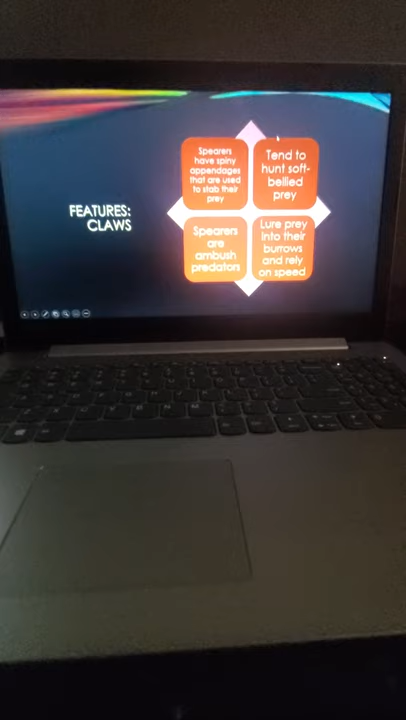 FEATURES:
CLAWS
Spearers
have spiny
appendages
that are used
to stab their
prey
Tend to
hunt soft-
bellied
prey
Spearers
are
ambush
predators
Lure prey
into their
burrows
and rely
on speed